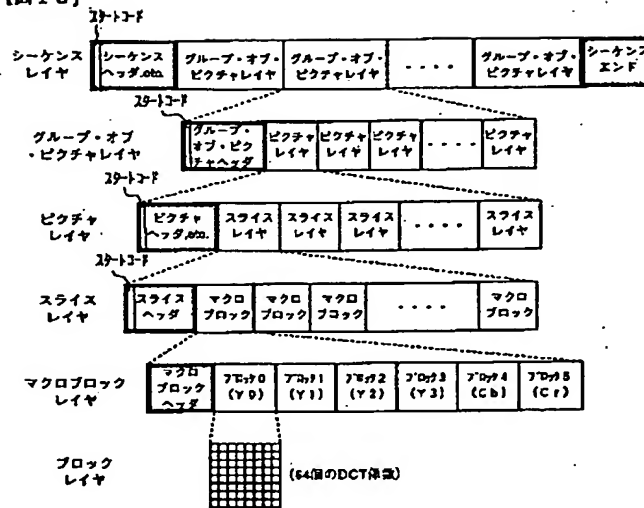 スタートコード
シーケンス
レイヤ
シーケンス
ヘッダ,etc.
グループ・オブ・
ピクチャレイヤ
グループ・オブ・
ピクチャレイヤ
・・・・
グループ・オブ・
ピクチャレイヤ
シーケンス
エンド
スタートコード
グループ・オブ
・ピクチャレイヤ
グループ・
オブ・ピク
チャヘッダ
ピクチャ
レイヤ
ピクチャ
レイヤ
ピクチャ
レイヤ
・・・・
ピクチャ
レイヤ
スタートコード
ピクチャ
レイヤ
ピクチャ
ヘッダ,etc.
スライス
レイヤ
スライス
レイヤ
スライス
レイヤ
・・・・
スライス
レイヤ
スタートコード
スライス
レイヤ
スライス
ヘッダ
マクロ
ブロック
マクロ
ブロック
マクロ
ブロック
・・・・
マクロ
ブロック
マクロブロック
レイヤ
マクロ
ブロック
ヘッダ
ブロック0
(Y0)
ブロック1
(Y1)
ブロック2
(Y2)
ブロック3
(Y3)
ブロック4
(Cb)
ブロック5
(Cr)
ブロック
レイヤ
(64個のDCT係数)